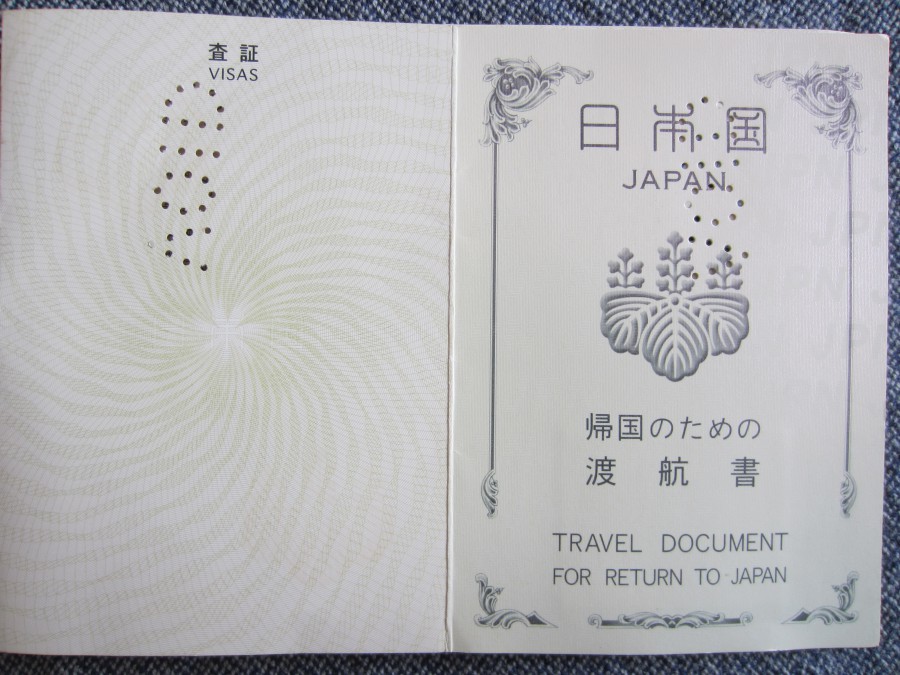 査証
VISAS
日本国
JAPAN
帰国のための
渡航書
TRAVEL DOCUMENT
FOR RETURN TO JAPAN